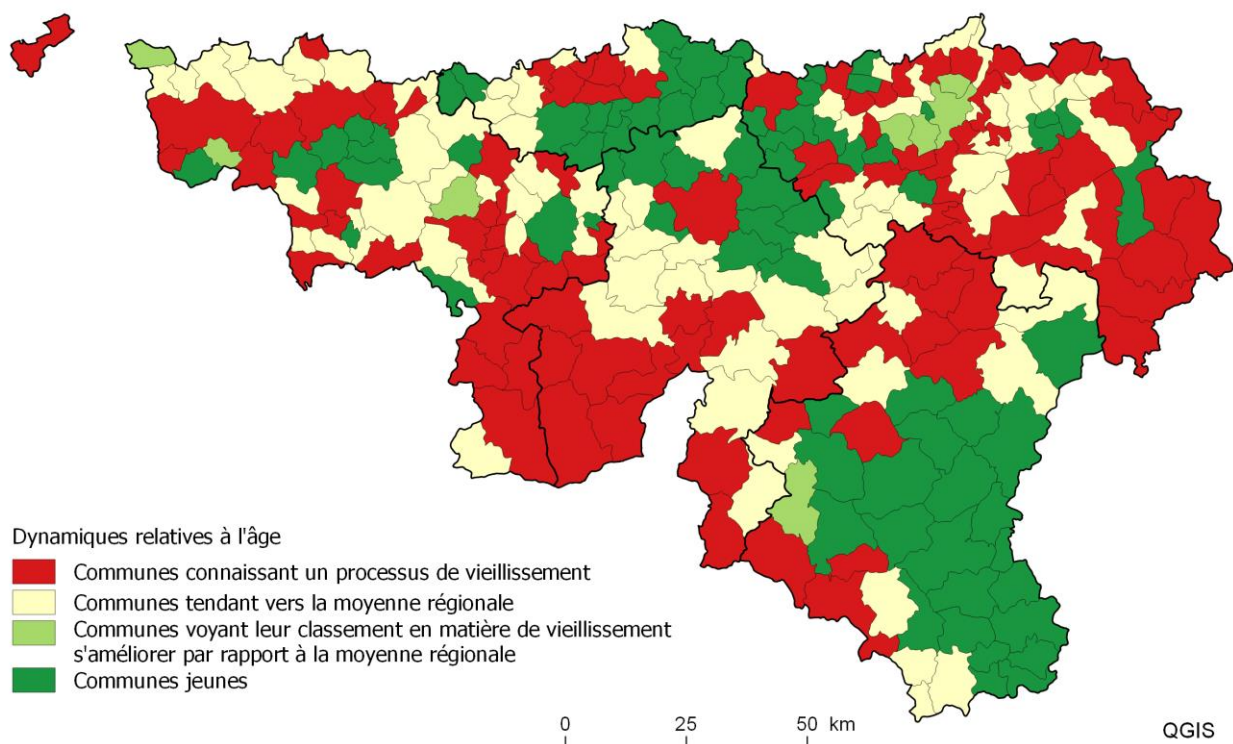 Dynamiques relatives à l'âge
Communes connaissant un processus de vieillissement
Communes tendant vers la moyenne régionale
Communes voyant leur classement en matière de vieillissement
s'améliorer par rapport à la moyenne régionale
Communes jeunes
0 25 50 km
QGIS